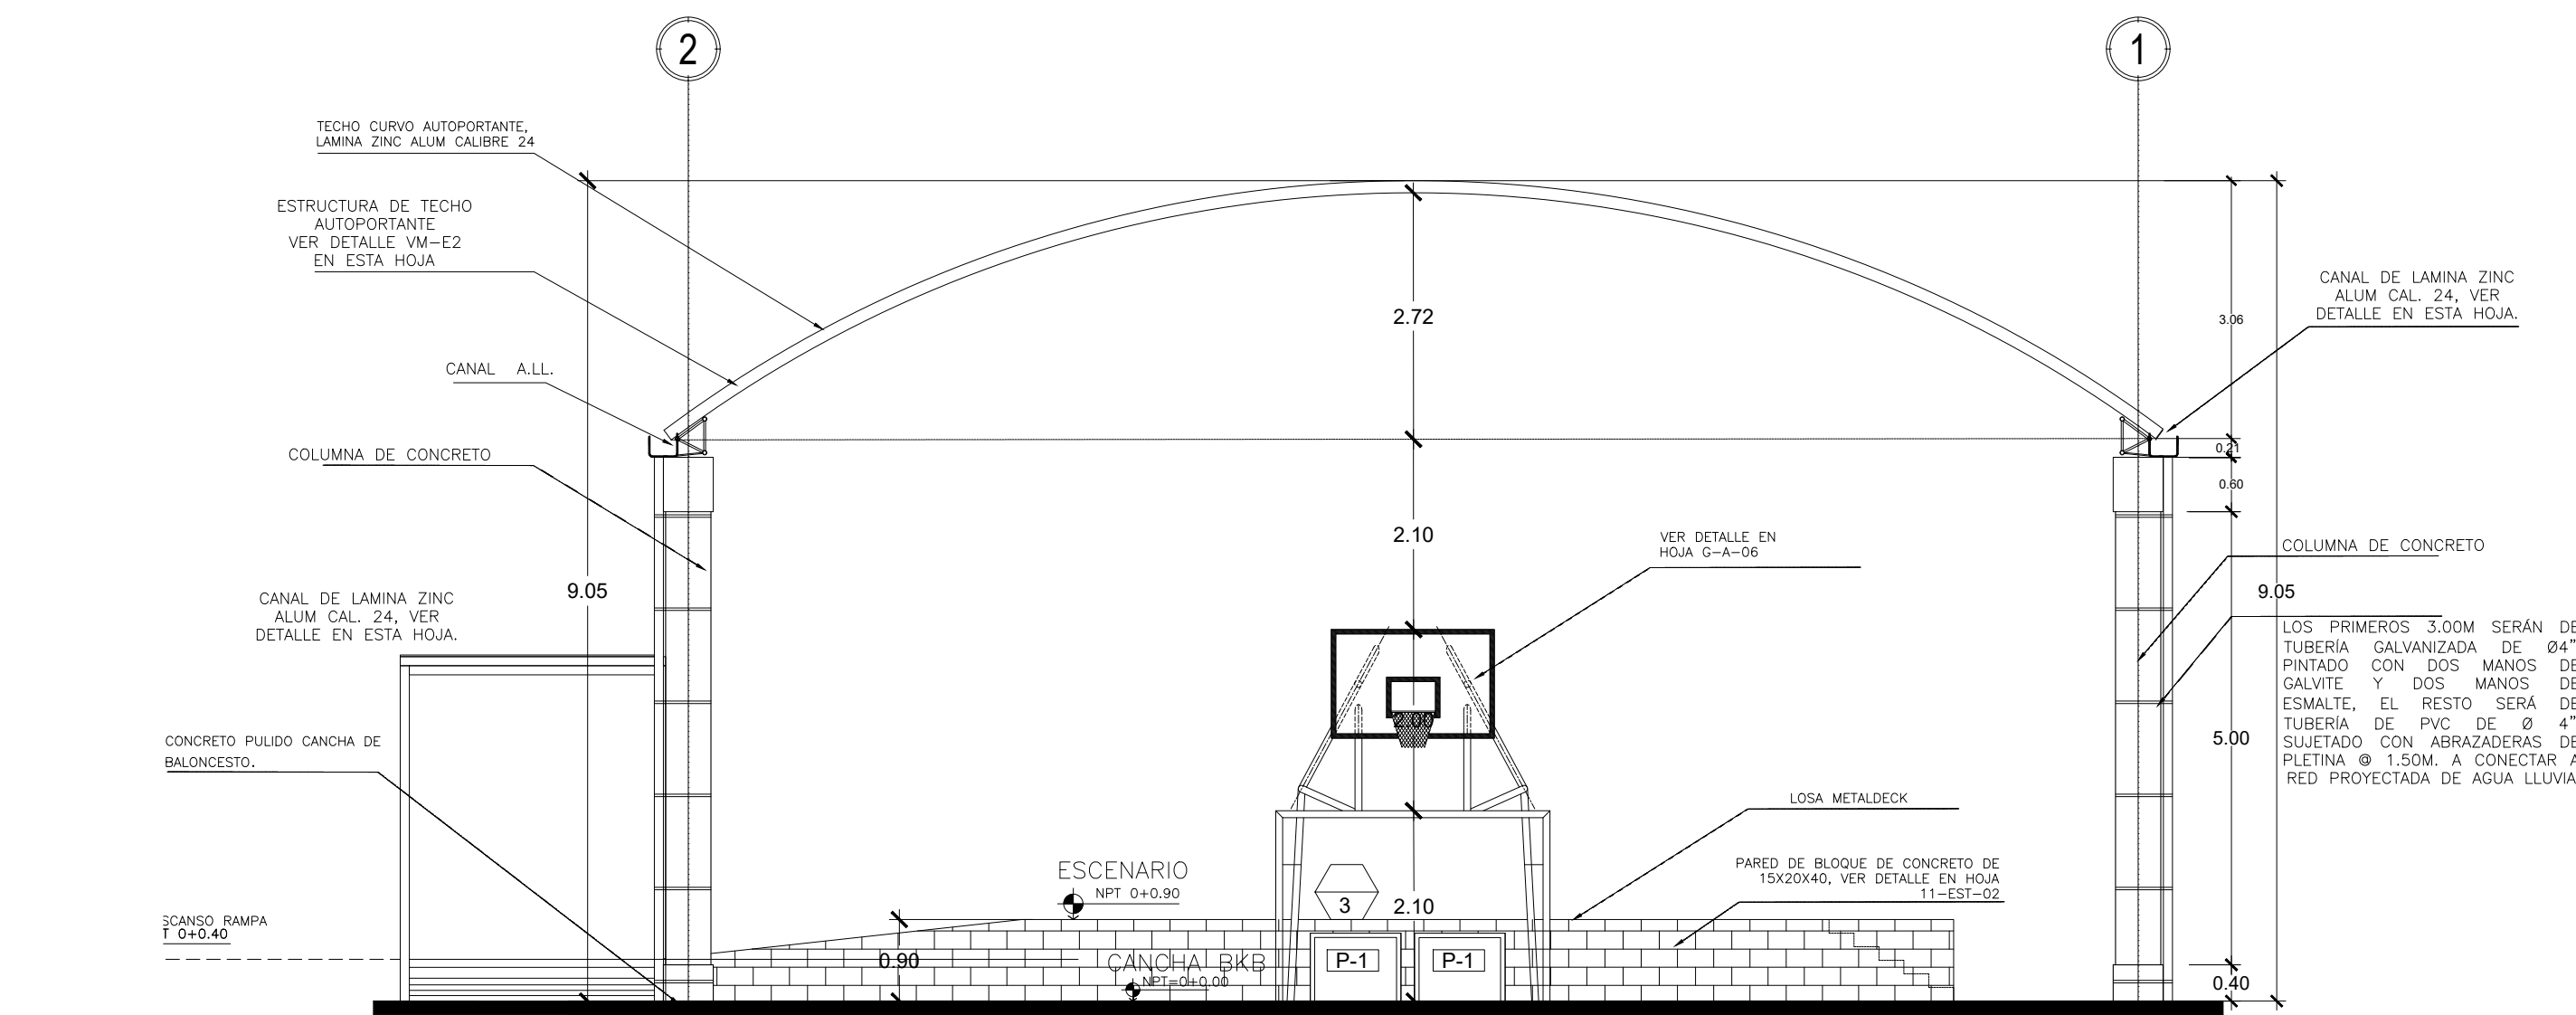 2
1
TECHO CURVO AUTOPORTANTE,
LAMINA ZINC ALUM CALIBRE 24
ESTRUCTURA DE TECHO
AUTOPORTANTE
VER DETALLE VM-E2
EN ESTA HOJA
CANAL A.LL.
COLUMNA DE CONCRETO
CANAL DE LAMINA ZINC
ALUM CAL. 24, VER
DETALLE EN ESTA HOJA.
9.05
CONCRETO PULIDO CANCHA DE
BALONCESTO.
SCANSO RAMPA
T 0+0.40
2.72
2.10
2.00
2.10
VER DETALLE EN
HOJA G-A-06
LOSA METALDECK
PARED DE BLOQUE DE CONCRETO DE
15X20X40, VER DETALLE EN HOJA
11-EST-02
ESCENARIO
NPT 0+0.90
0.90
CANCHA BKB
NPT=0+0.00
3
P-1
P-1
CANAL DE LAMINA ZINC
ALUM CAL. 24, VER
DETALLE EN ESTA HOJA.
3.06
0.21
0.60
COLUMNA DE CONCRETO
9.05
LOS PRIMEROS 3.00M SERÁN DE
TUBERÍA GALVANIZADA DE Ø4"
PINTADO CON DOS MANOS DE
GALVITE Y DOS MANOS DE
ESMALTE, EL RESTO SERÁ DE
TUBERÍA DE PVC DE Ø 4"
SUJETADO CON ABRAZADERAS DE
PLETINA @ 1.50M. A CONECTAR A
RED PROYECTADA DE AGUA LLUVIA
5.00
0.40